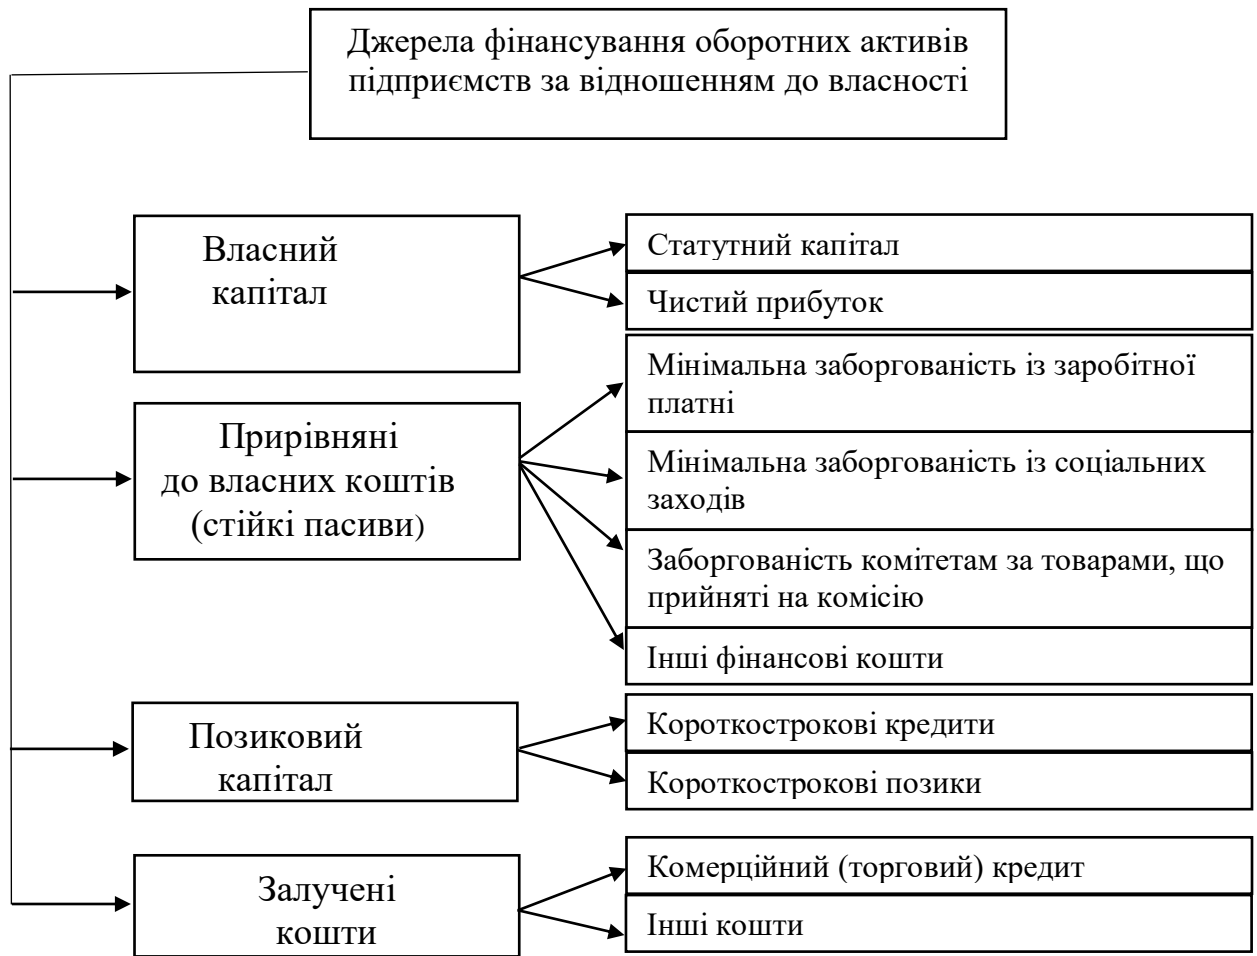 Джерела фінансування оборотних активів
підприємств за відношенням до власності
Власний
капітал
Статутний капітал
Чистий прибуток
Прирівняні
до власних коштів
(стійкі пасиви)
Мінімальна заборгованість із заробітної
платні
Мінімальна заборгованість із соціальних
заходів
Заборгованість комітетам за товарами, що
прийняті на комісію
Інші фінансові кошти
Позиковий
капітал
Короткострокові кредити
Короткострокові позики
Залучені
кошти
Комерційний (торговий) кредит
Інші кошти